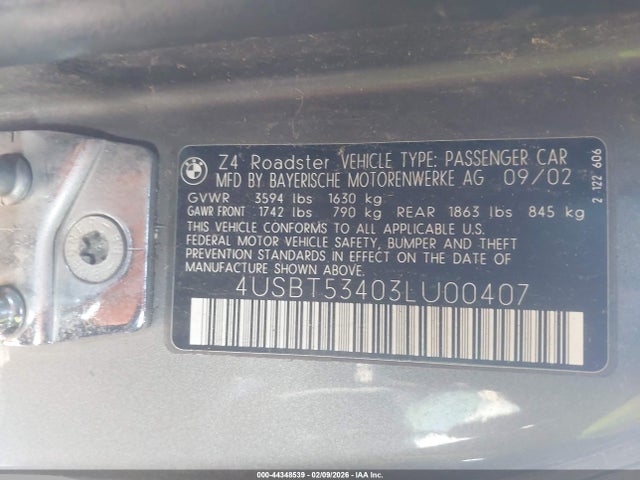 BMW
Z4 Roadster VEHICLE TYPE: PASSENGER CAR
MFD BY BAYERISCHE MOTORENWERKE AG 09/02
GVWR 3594 lbs 1630 kg
GAWR FRONT 1742 lbs 790 kg REAR 1863 lbs 845 kg
THIS VEHICLE CONFORMS TO ALL APPLICABLE U.S.
FEDERAL MOTOR VEHICLE SAFETY, BUMPER AND THEFT
PREVENTION STANDARDS IN EFFECT ON THE DATE OF
MANUFACTURE SHOWN ABOVE.
4USBT53403LU00407
2 122 606
000-44348539 - 02/09/2026 - IAA Inc.